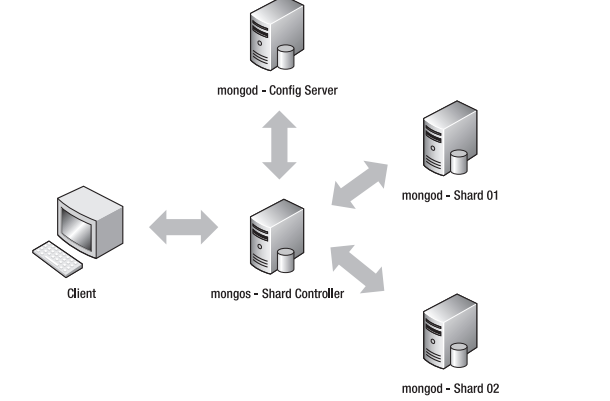 mongod - Config Server
mongod - Shard 01
Client
mongos - Shard Controller
mongod - Shard 02